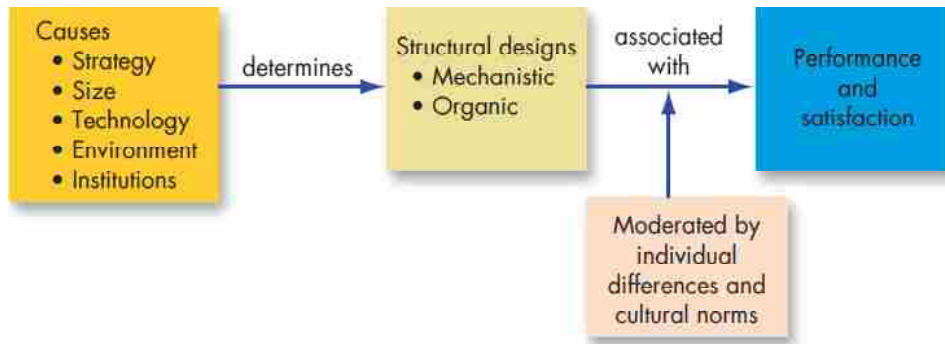 Causes
• Strategy
• Size
• Technology
• Environment
• Institutions
determines
Structural designs
• Mechanistic
• Organic
associated
with
Performance
and
satisfaction
Moderated by
individual
differences and
cultural norms